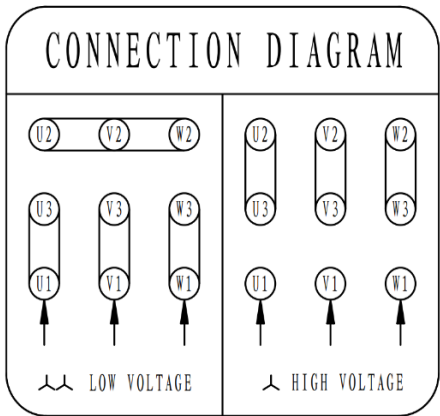 CONNECTION DIAGRAM
U2 V2 W2
U3 V3 W3
U1 V1 W1
LOW VOLTAGE
U2 V2 W2
U3 V3 W3
U1 V1 W1
HIGH VOLTAGE